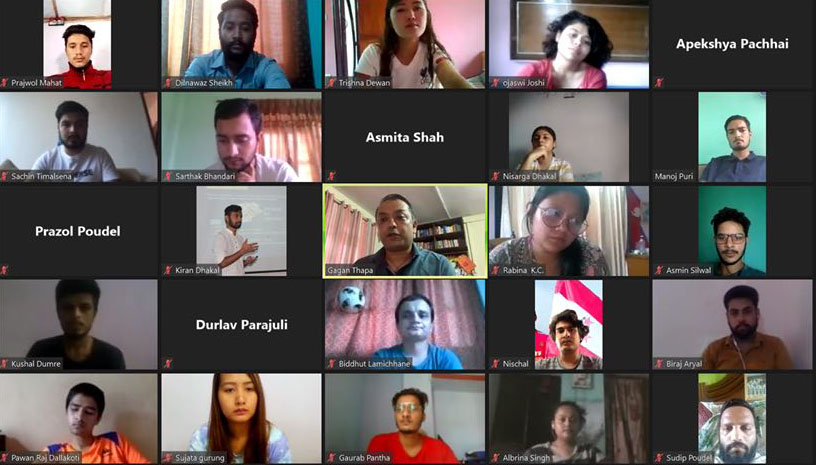 Prajwol Mahat
Dilnawaz Sheikh
Trishna Dewan
ojaswi Joshi
Apekshya Pachhai
Sachin Timalsena
Sarthak Bhandari
Asmita Shah
Nisarga Dhakal
Manoj Puri
Prazol Poudel
Kiran Dhakal
Gagan Thapa
Rabina K.C.
Asmin Silwal
Kushal Dumre
Durlav Parajuli
Biddhut Lamichhane
Nischal
Biraj Aryal
Pawan Raj Dallakoti
Sujata gurung
Gaurab Pantha
Albrina Singh
Sudip Poudel